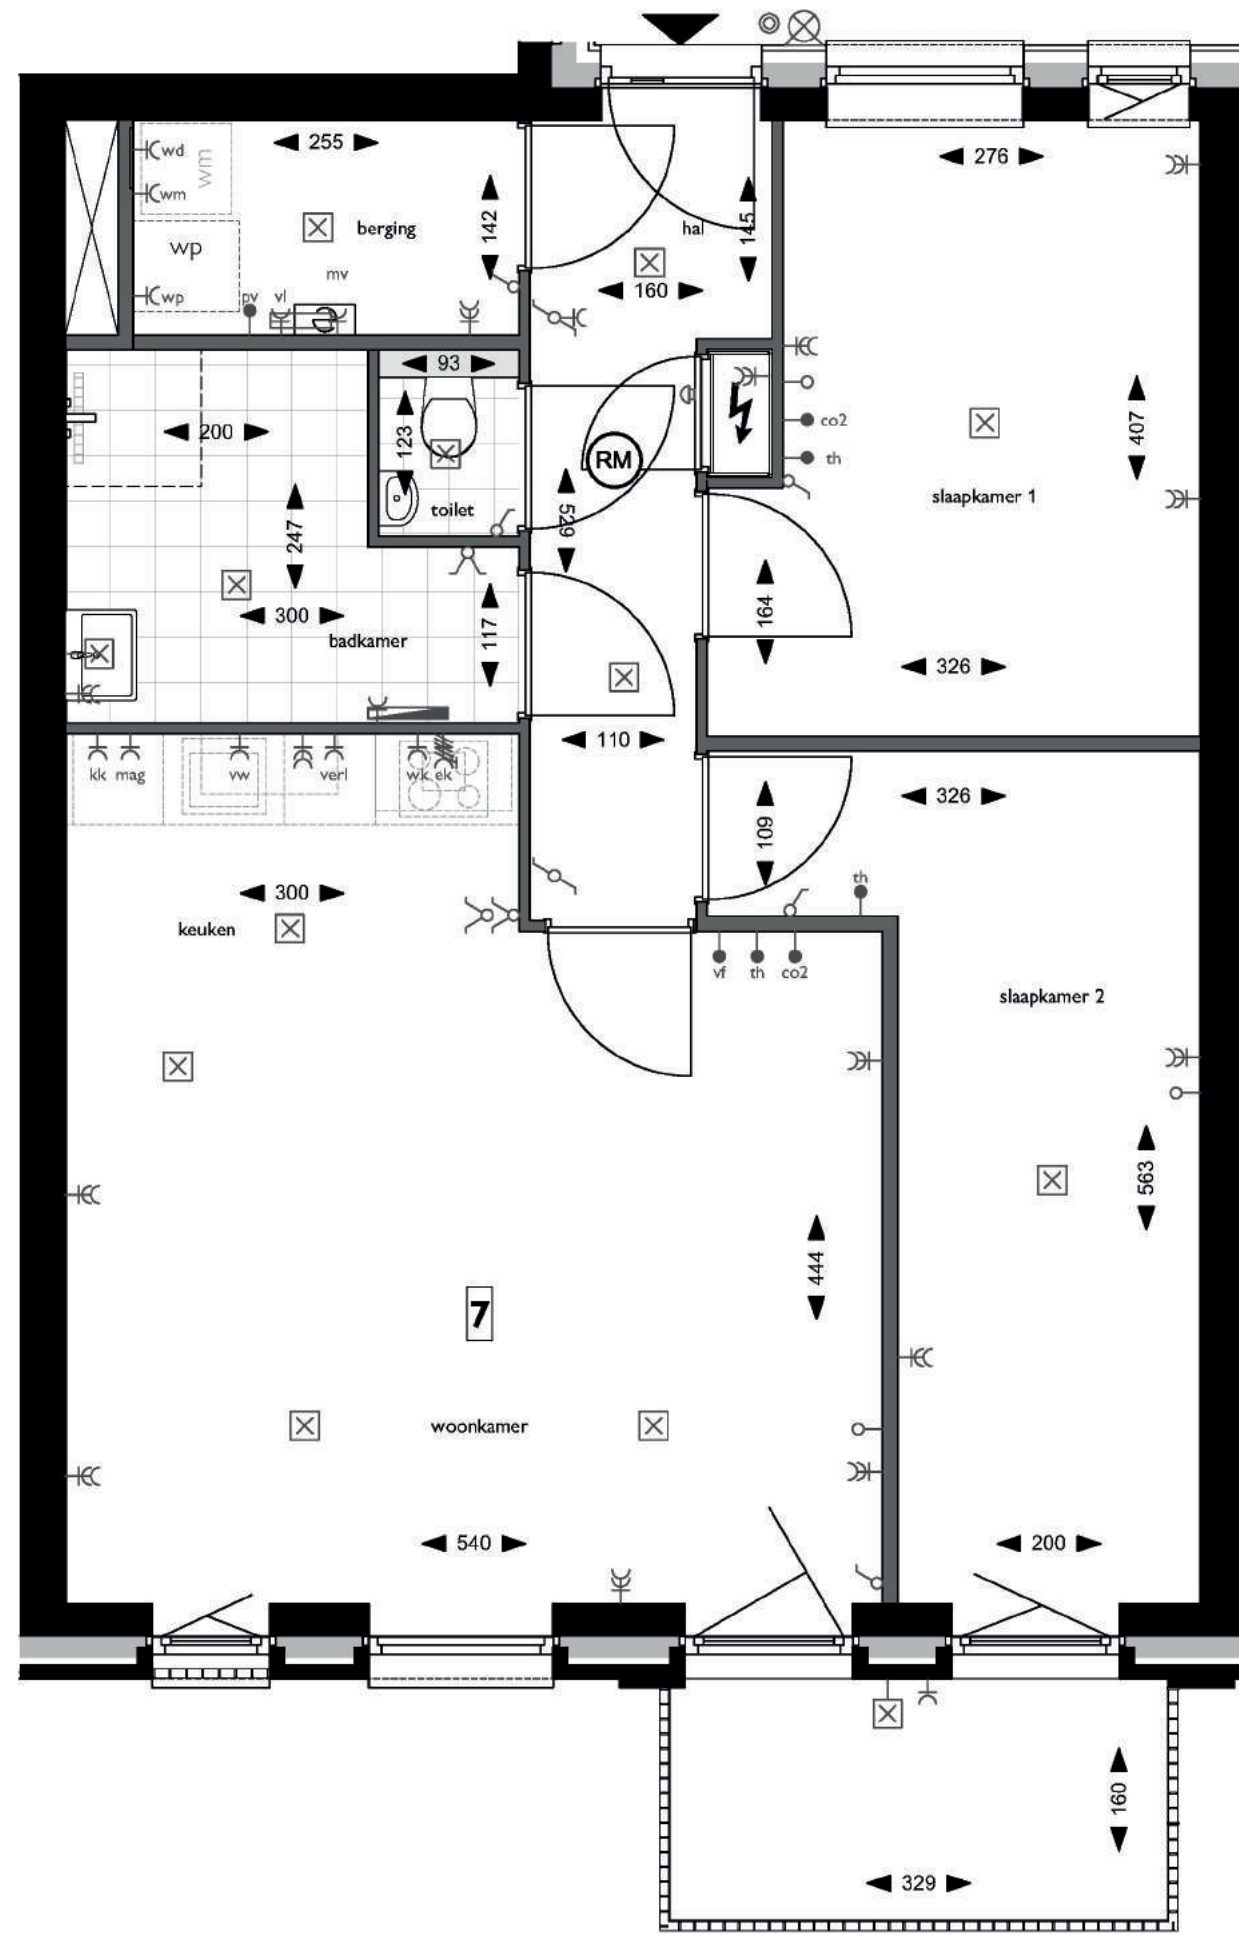 255
276
wd
wm
wm
142
145
berging
hal
wp
mv
160
wp
pv
vl
93
407
co2
200
123
RM
th
slaapkamer 1
toilet
529
247
164
300
117
badkamer
326
110
kk
mag
vw
verl
wk
ek
326
109
th
300
keuken
vf
th
co2
slaapkamer 2
563
444
7
woonkamer
540
200
160
329